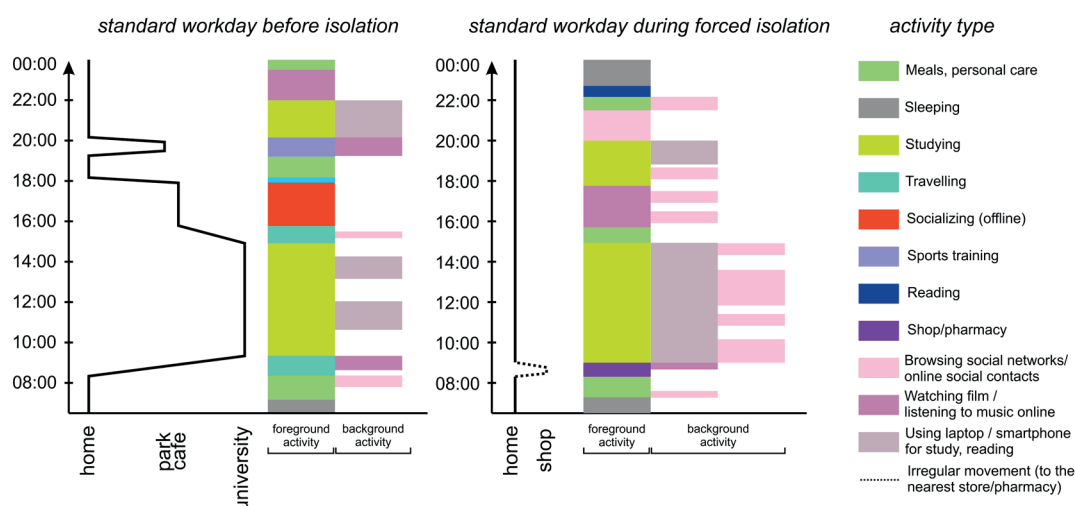 standard workday before isolation
standard workday during forced isolation
activity type
00:00
22:00
20:00
18:00
16:00
14:00
12:00
10:00
08:00
home
park
cafe
university
foreground
activity
background
activity
00:00
22:00
20:00
18:00
16:00
14:00
12:00
10:00
08:00
home
shop
foreground
activity
background
activity
Meals, personal care
Sleeping
Studying
Travelling
Socializing (offline)
Sports training
Reading
Shop/pharmacy
Browsing social networks/
online social contacts
Watching film /
listening to music online
Using laptop / smartphone
for study, reading
Irregular movement (to the
nearest store/pharmacy)